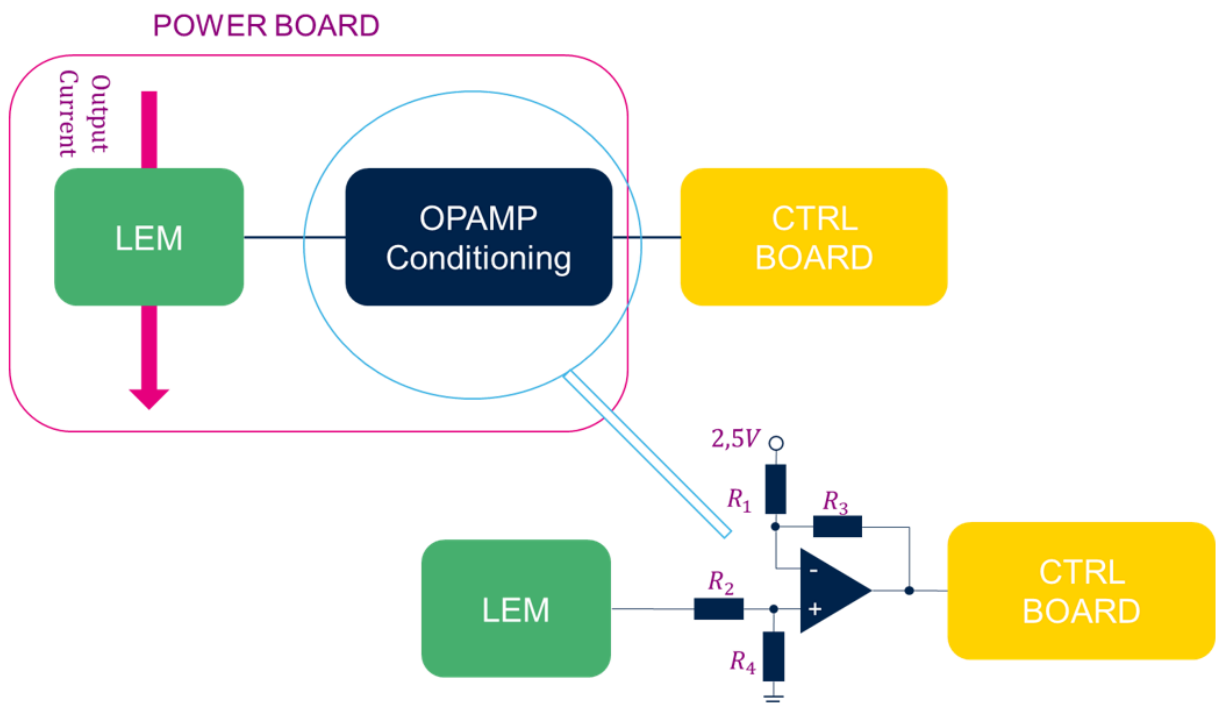 POWER BOARD
Output
Current
LEM
OPAMP
Conditioning
CTRL
BOARD
2,5V
R₁
R₃
R₂
R₄
LEM
-
+
CTRL
BOARD